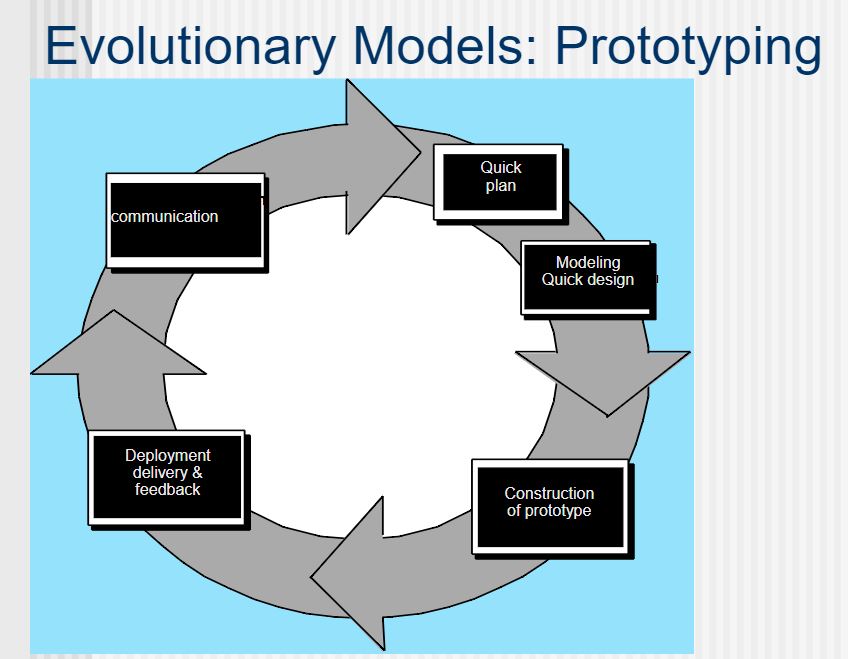 Evolutionary Models: Prototyping
communication
Quick
plan
Modeling
Quick design
Construction
of prototype
Deployment
delivery &
feedback